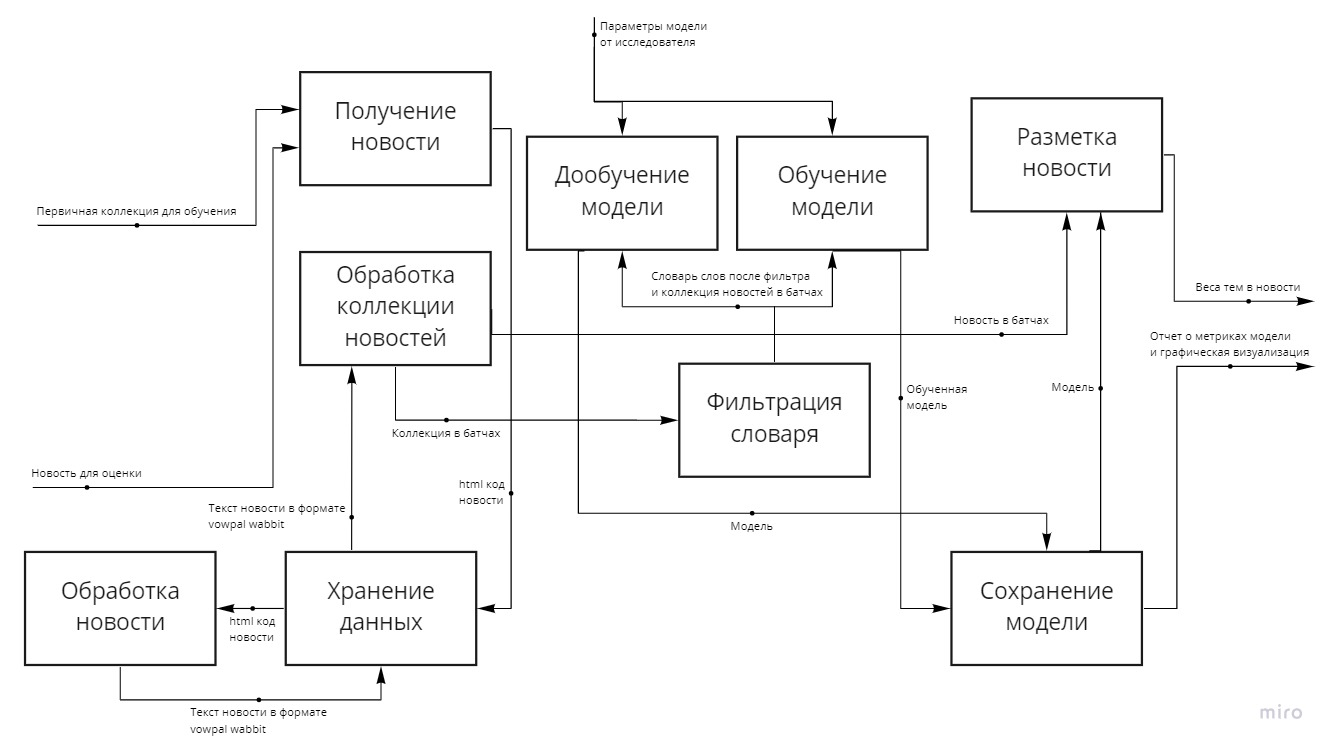 Параметры модели
от исследователя
Получение
новости
Дообучение
модели
Обучение
модели
Разметка
новости
Первичная коллекция для обучения
Обработка
коллекции
новостей
Словарь слов после фильтра
и коллекция новостей в батчах
Веса тем в новости
Новость в батчах
Отчет о метриках модели
и графическая визуализация
Фильтрация
словаря
Обученная
модель
Модель
Коллекция в батчах
Новость для оценки
html код
новости
Текст новости в формате
vowpal wabbit
Модель
Обработка
новости
Хранение
данных
Сохранение
модели
html код
новости
Текст новости в формате
vowpal wabbit
miro